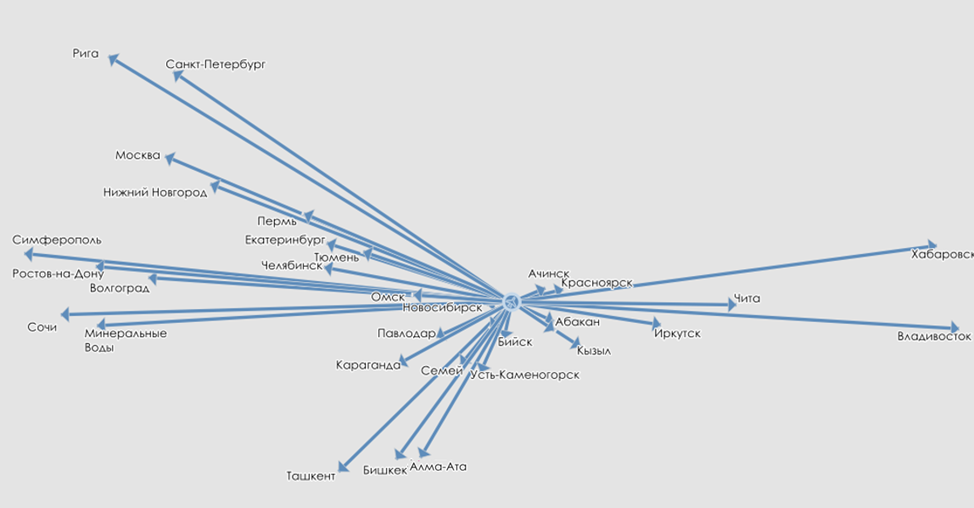 Рига
Санкт-Петербург
Москва
Нижний Новгород
Пермь
Екатеринбург
Симферополь
Тюмень
Хабаровск
Челябинск
Ростов-на-Дону
Ачинск
Красноярск
Волгоград
Омск
Чита
Новосибирск
Абакан
Сочи
Минеральные
Воды
Павлодар
Иркутск
Владивосток
Бийск
Кызыл
Караганда
Семей
Усть-Каменогорск
Ташкент
Бишкек
Алма-Ата